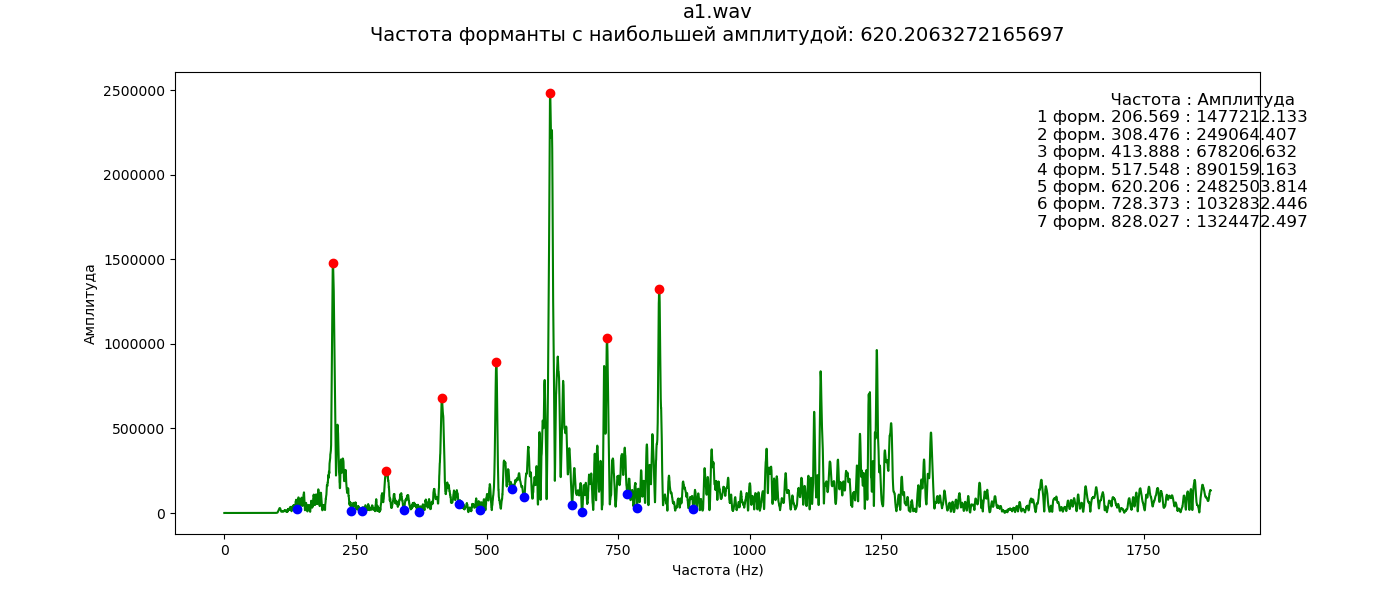 a1.wav
Частота форманты с наибольшей амплитудой: 620.2063272165697
Частота : Амплитуда
1 форм. 206.569 : 1477212.133
2 форм. 308.476 : 249064.407
3 форм. 413.888 : 678206.632
4 форм. 517.548 : 890159.163
5 форм. 620.206 : 2482503.814
6 форм. 728.373 : 1032832.446
7 форм. 828.027 : 1324472.497
Амплитуда
2500000
2000000
1500000
1000000
500000
0
0 250 500 750 1000 1250 1500 1750
Частота (Hz)